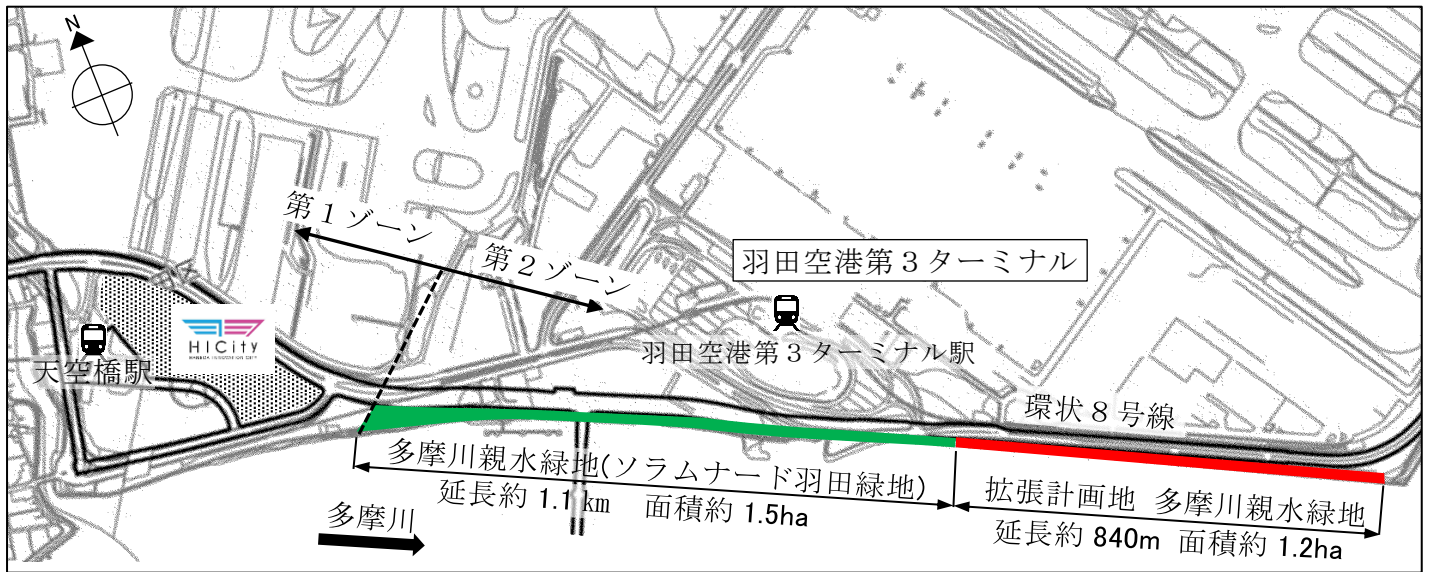 N
第１ゾーン
第２ゾーン
羽田空港第３ターミナル
HICity
HANEDA INNOVATION CITY
天空橋駅
羽田空港第３ターミナル駅
環状８号線
多摩川親水緑地(ソラムナード羽田緑地)
延長約 1.1 km 面積約 1.5ha
拡張計画地 多摩川親水緑地
延長約 840m 面積約 1.2ha
多摩川